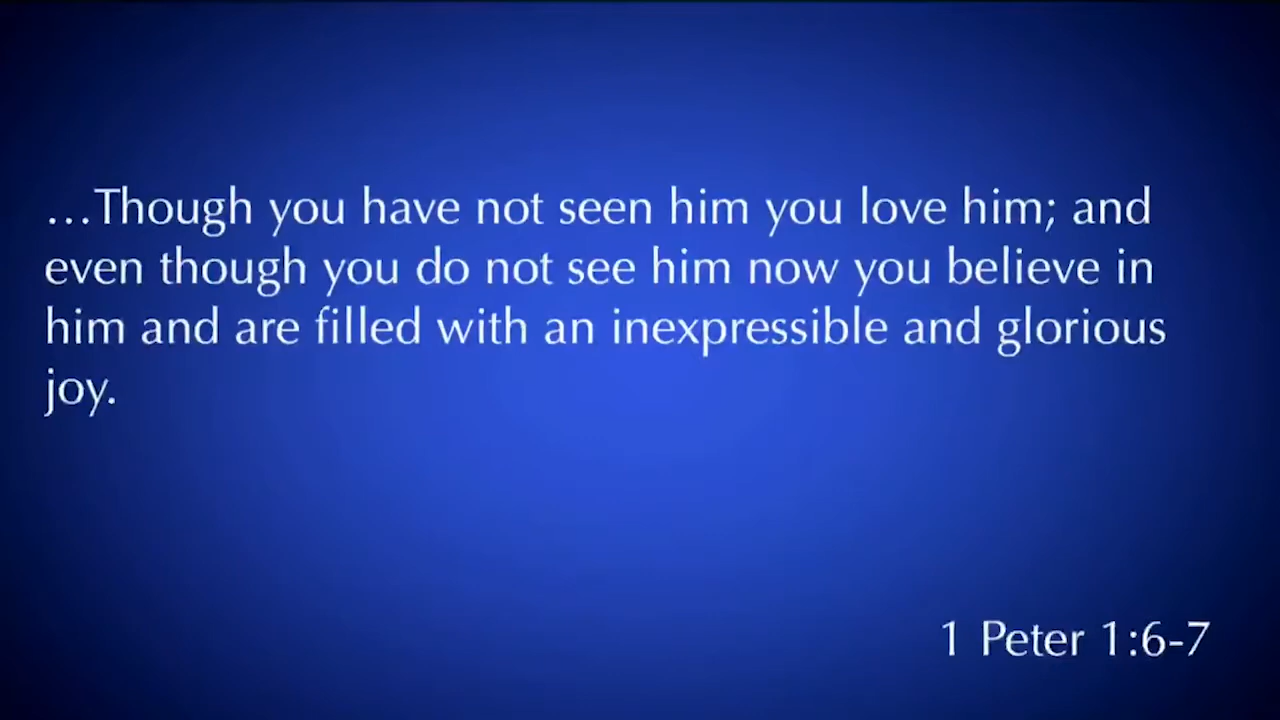 …Though you have not seen him you love him; and
even though you do not see him now you believe in
him and are filled with an inexpressible and glorious
joy.
1 Peter 1:6-7